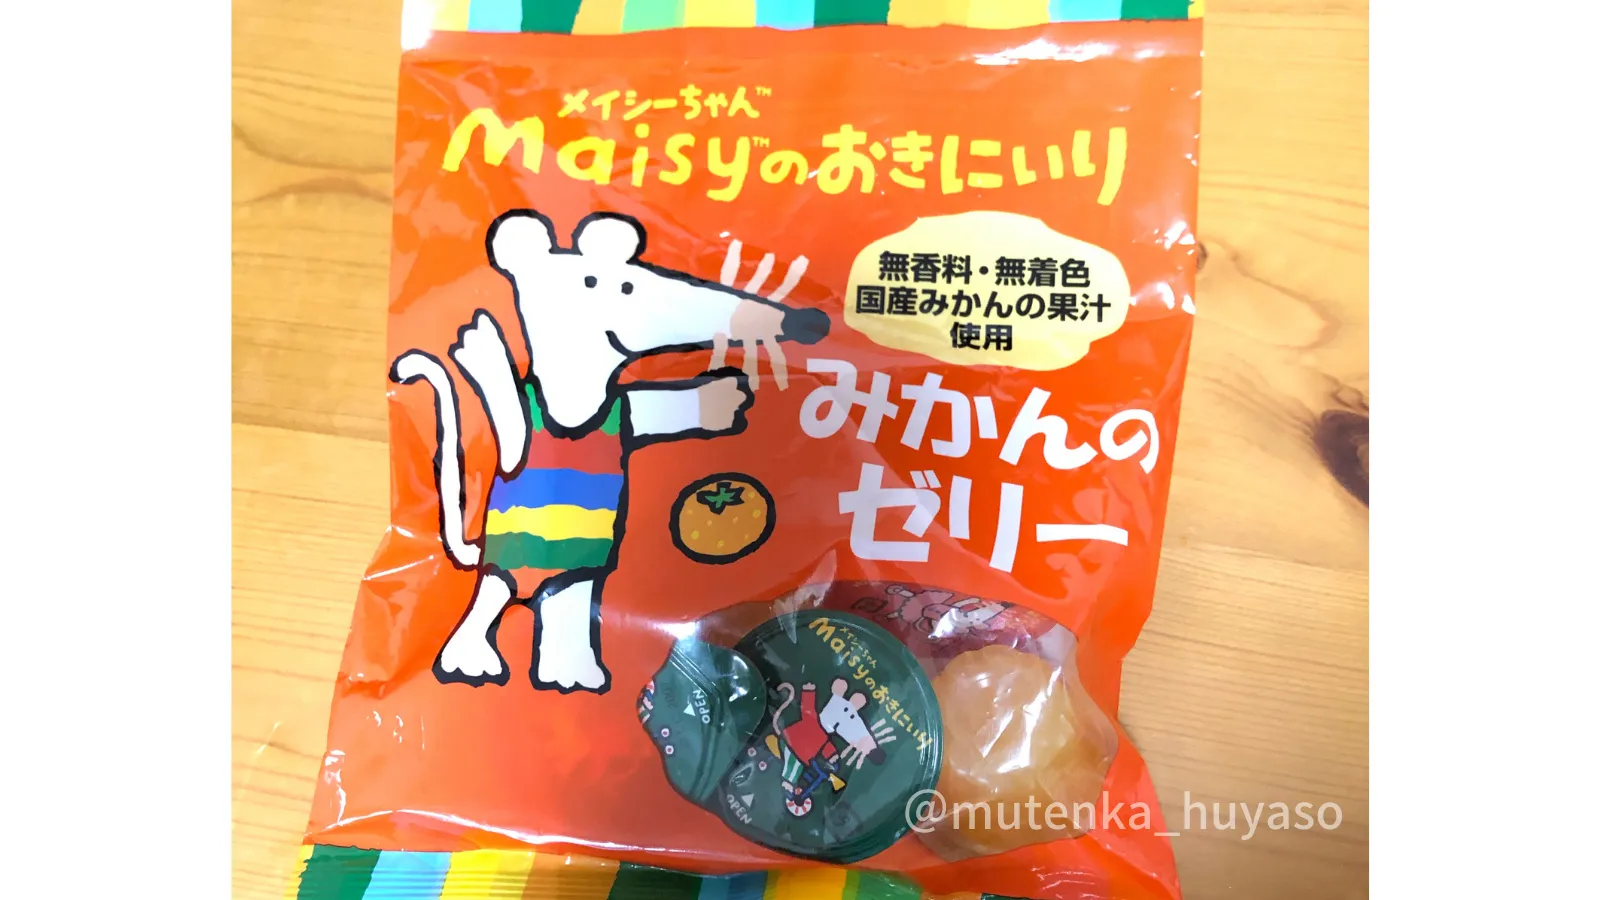 メイシーちゃん™
Maisy™のおきにいり
無香料・無着色
国産みかんの果汁
使用
みかんの
ゼリー
メイシーちゃん
Maisyのおきにいり
OPEN
OPEN
@mutenka_huyaso